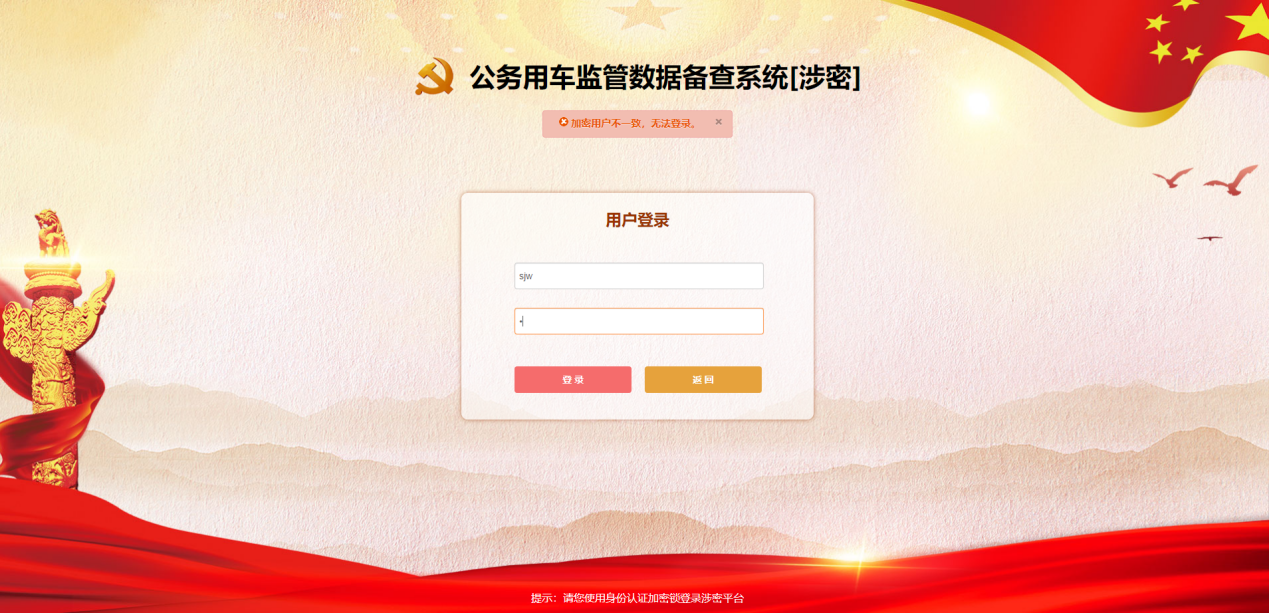 公务用车监管数据备查系统[涉密]
加密用户不一致，无法登录。 ×
用户登录
sjw
登 录
返 回
提示：请您使用身份认证加密锁登录涉密平台